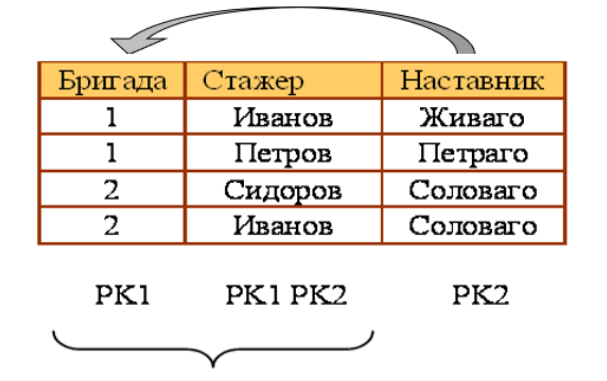 Бригада Стажер Наставник
1 Иванов Живаго
1 Петров Петраго
2 Сидоров Соловаго
2 Иванов Соловаго
PK1 PK1 PK2 PK2